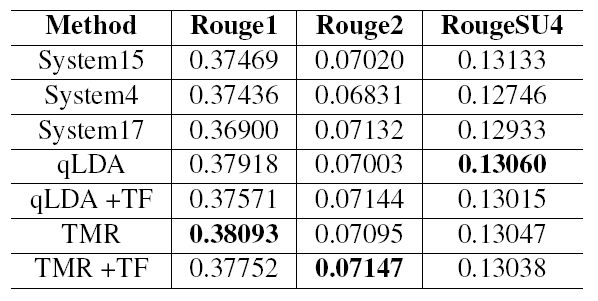 Method Rouge1 Rouge2 RougeSU4
System15 0.37469 0.07020 0.13133
System4 0.37436 0.06831 0.12746
System17 0.36900 0.07132 0.12933
qLDA 0.37918 0.07003 0.13060
qLDA +TF 0.37571 0.07144 0.13015
TMR 0.38093 0.07095 0.13047
TMR +TF 0.37752 0.07147 0.13038